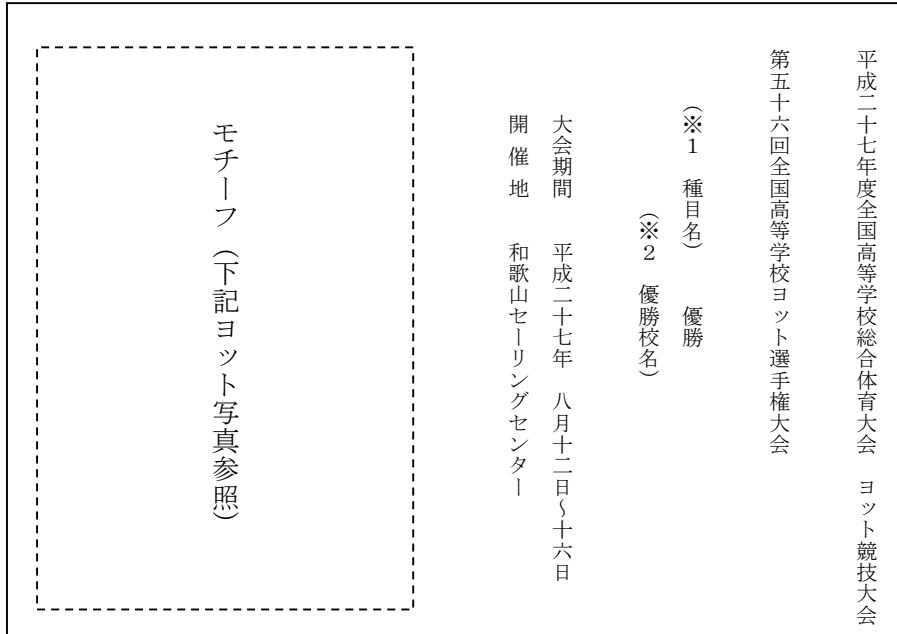 平成二十七年度全国高等学校総合体育大会　ヨット競技大会
第五十六回全国高等学校ヨット選手権大会
（※１　種目名）　優勝
（※２　優勝校名）
大会期間　平成二十七年　八月十二日～十六日
開　催　地　和歌山セーリングセンター
モチーフ（下記ヨット写真参照）